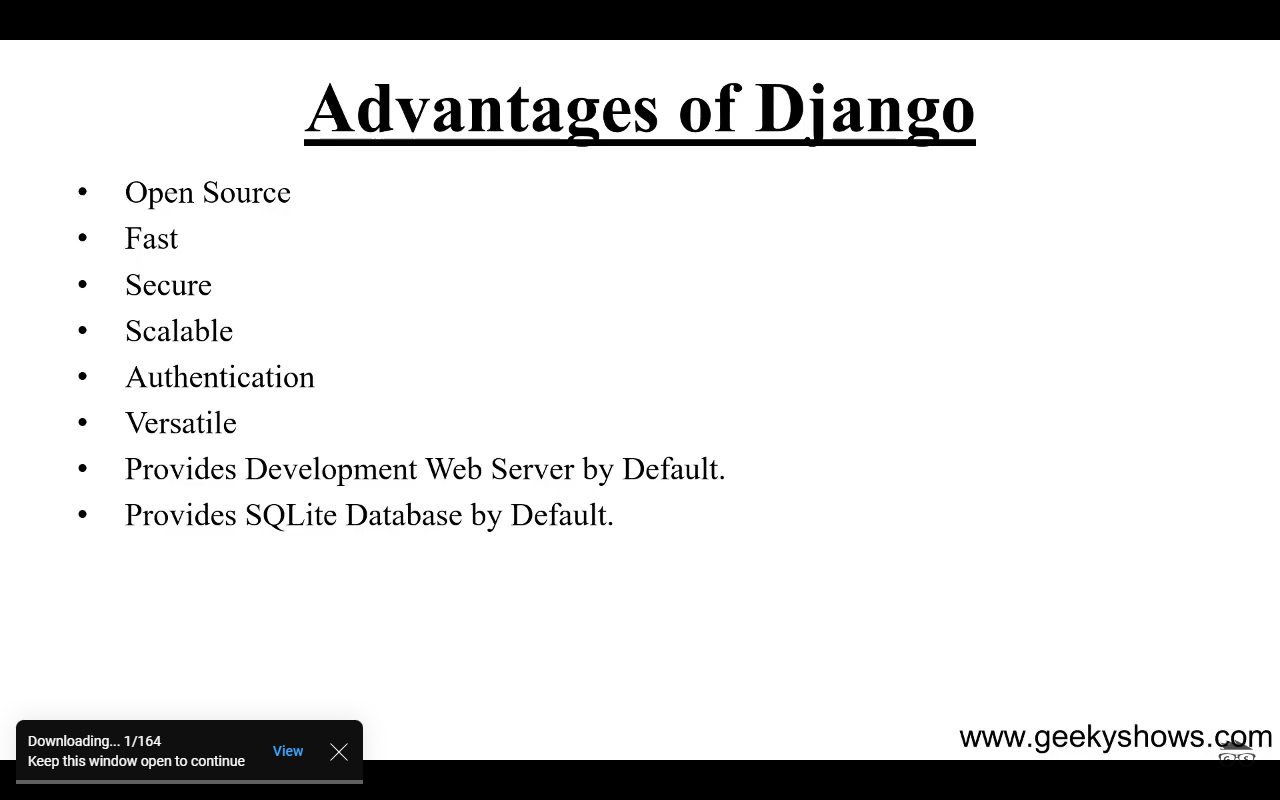 Advantages of Django
• Open Source
• Fast
• Secure
• Scalable
• Authentication
• Versatile
• Provides Development Web Server by Default.
• Provides SQLite Database by Default.
www.geekyshows.com
Downloading... 1/164
Keep this window open to continue
View